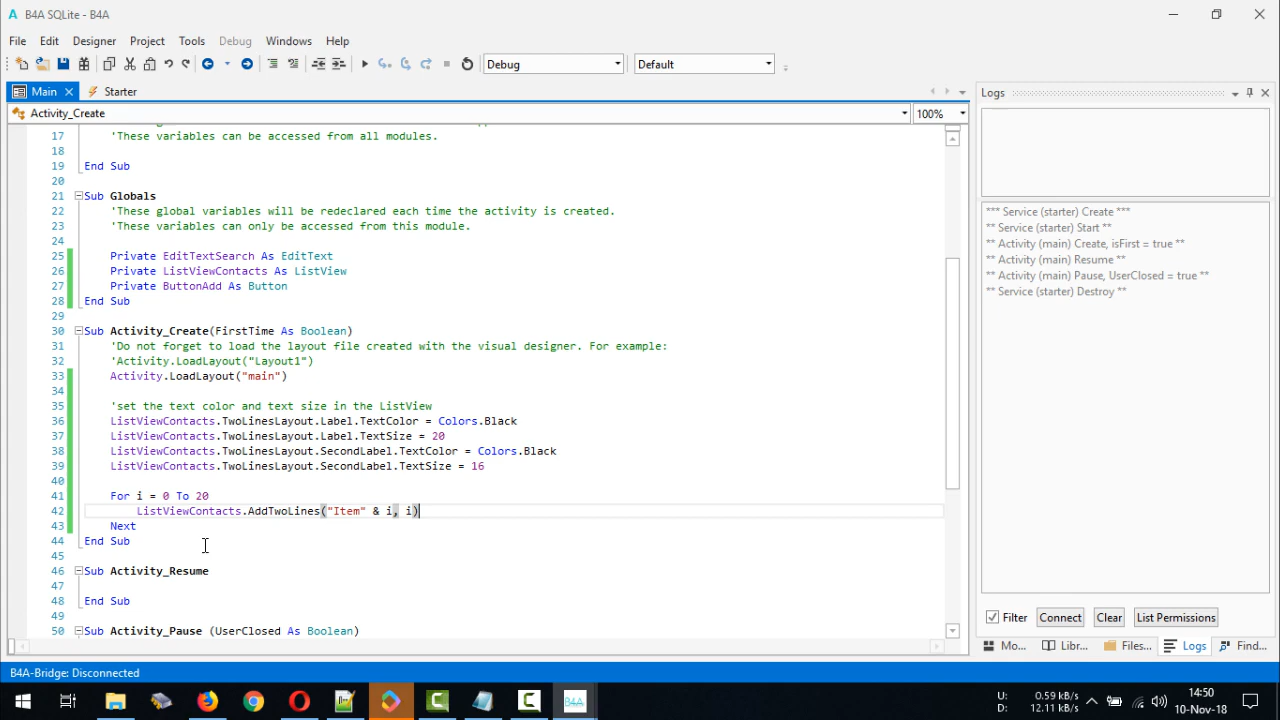 B4A SQLite - B4A
File Edit Designer Project Tools Debug Windows Help
Debug Default
Main Starter
Activity_Create 100%
17 'These variables can be accessed from all modules.
18
19 End Sub
20
21 Sub Globals
22 'These global variables will be redeclared each time the activity is created.
23 'These variables can only be accessed from this module.
24
25 Private EditTextSearch As EditText
26 Private ListViewContacts As ListView
27 Private ButtonAdd As Button
28 End Sub
29
30 Sub Activity_Create(FirstTime As Boolean)
31 'Do not forget to load the layout file created with the visual designer. For example:
32 'Activity.LoadLayout("Layout1")
33 Activity.LoadLayout("main")
34
35 'set the text color and text size in the ListView
36 ListViewContacts.TwoLinesLayout.Label.TextColor = Colors.Black
37 ListViewContacts.TwoLinesLayout.Label.TextSize = 20
38 ListViewContacts.TwoLinesLayout.SecondLabel.TextColor = Colors.Black
39 ListViewContacts.TwoLinesLayout.SecondLabel.TextSize = 16
40
41 For i = 0 To 20
42 ListViewContacts.AddTwoLines("Item" & i, i)
43 Next
44 End Sub
45
46 Sub Activity_Resume
47
48 End Sub
49
50 Sub Activity_Pause (UserClosed As Boolean)
Logs
*** Service (starter) Create ***
** Service (starter) Start **
** Activity (main) Create, isFirst = true **
** Activity (main) Resume **
** Activity (main) Pause, UserClosed = true **
** Service (starter) Destroy **
Filter Connect Clear List Permissions
Mo... Libr... Files... Logs Find...
B4A-Bridge: Disconnected
B4A
U: 0.59 kB/s
D: 12.11 kB/s
14:50
10-Nov-18